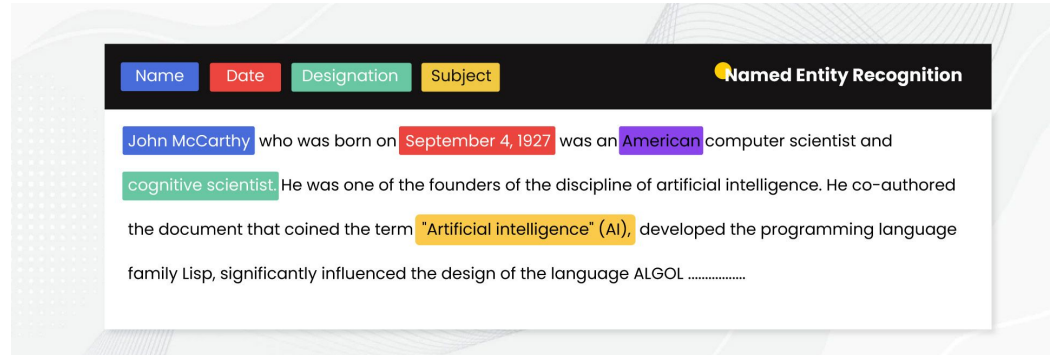 Name Date Designation Subject Named Entity Recognition
John McCarthy who was born on September 4, 1927 was an American computer scientist and
cognitive scientist. He was one of the founders of the discipline of artificial intelligence. He co-authored
the document that coined the term "Artificial intelligence" (AI), developed the programming language
family Lisp, significantly influenced the design of the language ALGOL .................